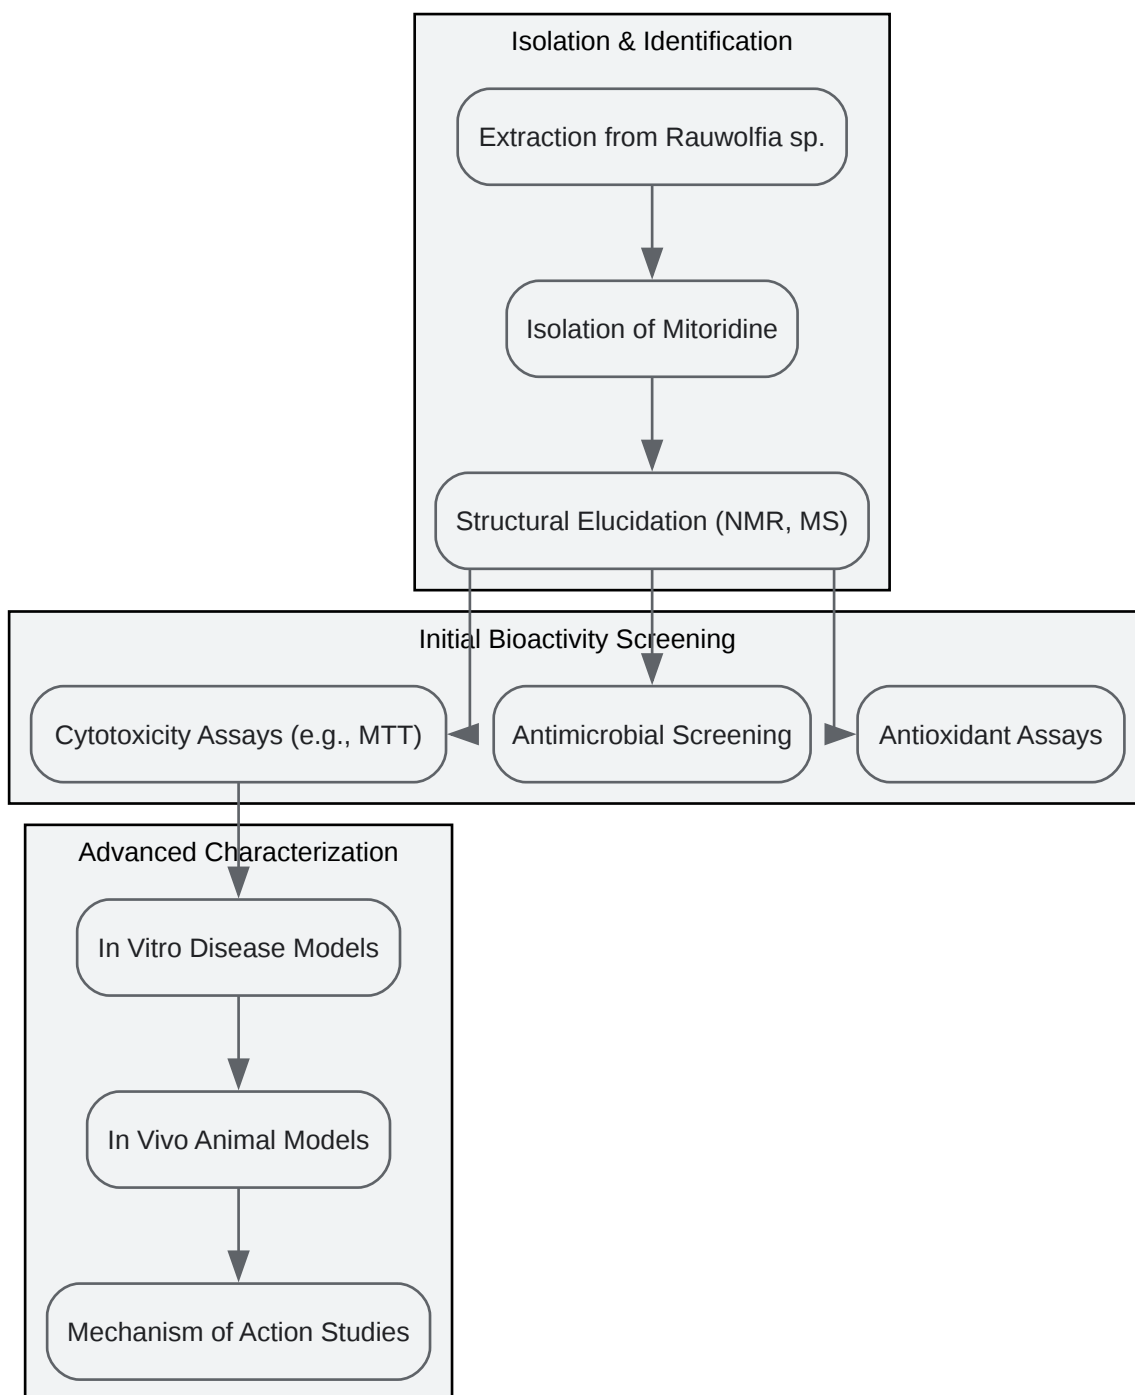 Isolation & Identification
Extraction from Rauwolfia sp.
Isolation of Mitoridine
Structural Elucidation (NMR, MS)
Initial Bioactivity Screening
Cytotoxicity Assays (e.g., MTT)
Antimicrobial Screening
Antioxidant Assays
Advanced Characterization
In Vitro Disease Models
In Vivo Animal Models
Mechanism of Action Studies